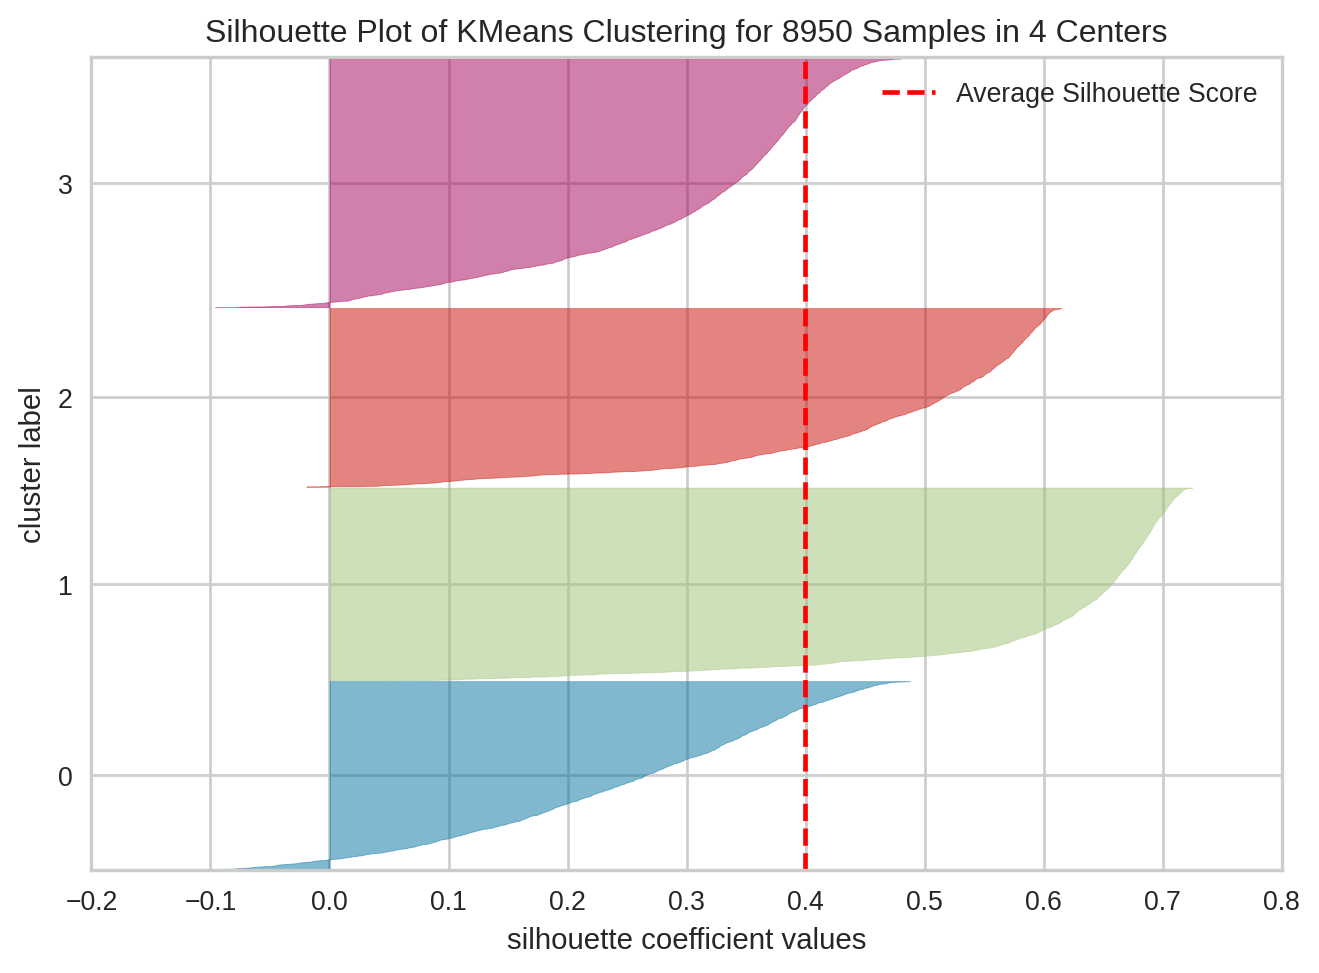 Silhouette Plot of KMeans Clustering for 8950 Samples in 4 Centers
Average Silhouette Score
cluster label
3
2
1
0
−0.2 −0.1 0.0 0.1 0.2 0.3 0.4 0.5 0.6 0.7 0.8
silhouette coefficient values